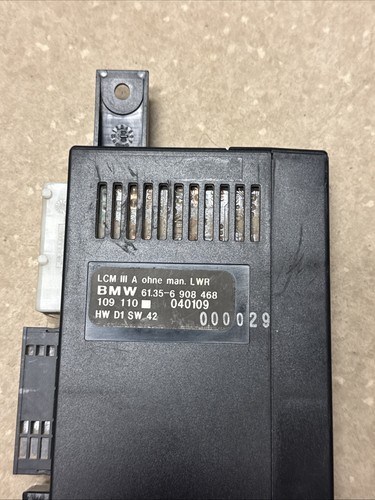 LCM III A ohne man. LWR
BMW 61.35-6 908 468
109 110 ■ 040109
HW D1 SW 42
000029